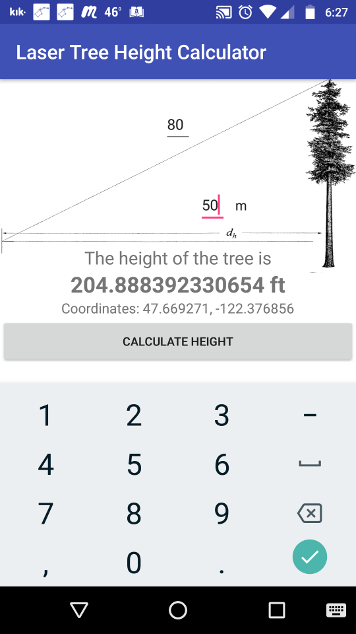 kik· m 46° A 6:27
Laser Tree Height Calculator
80
50 m
dh
The height of the tree is
204.888392330654 ft
Coordinates: 47.669271, -122.376856
CALCULATE HEIGHT
1 2 3 –
4 5 6
7 8 9
, 0 .